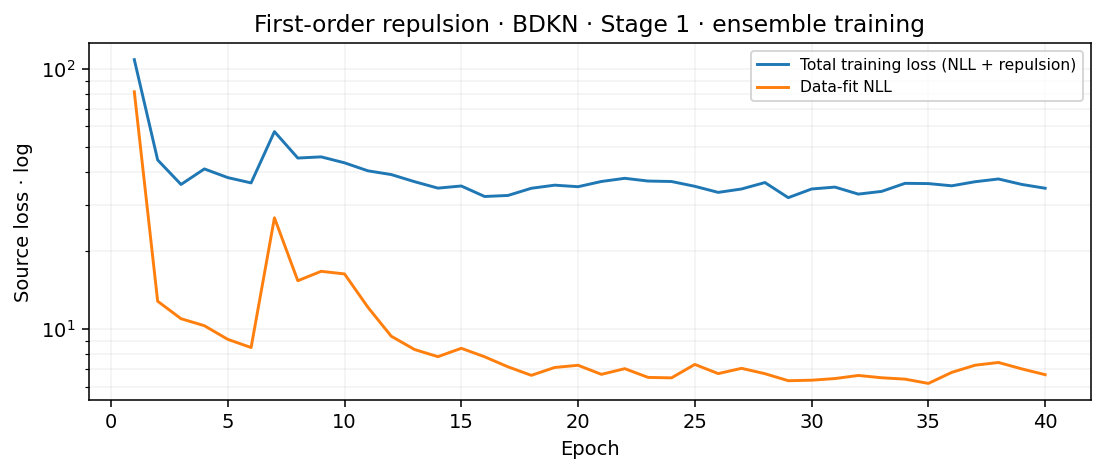 First-order repulsion · BDKN · Stage 1 · ensemble training
Total training loss (NLL + repulsion)
Data-fit NLL
Source loss · log
10²
10¹
0 5 10 15 20 25 30 35 40
Epoch